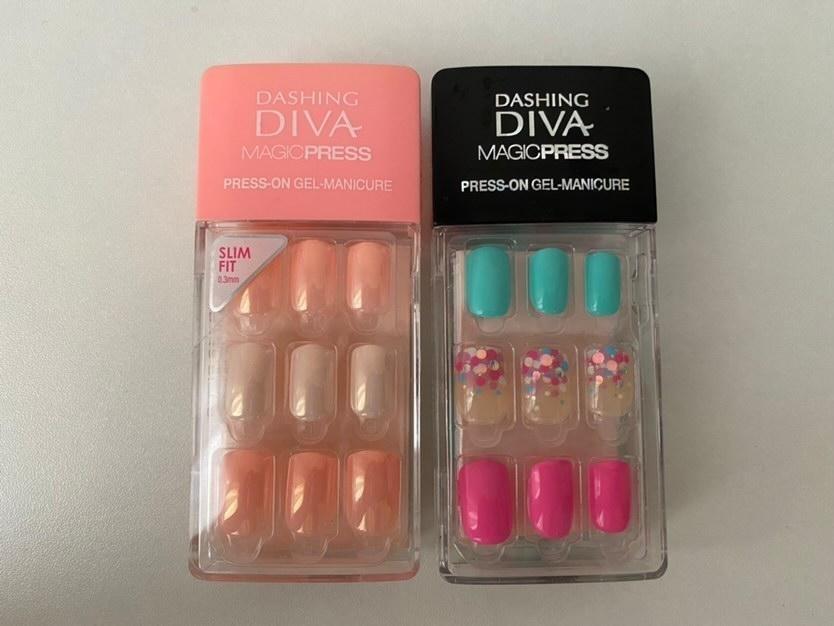 DASHING
DIVA
MAGICPRESS
PRESS-ON GEL-MANICURE
SLIM
FIT
0.3mm
DASHING
DIVA
MAGICPRESS
PRESS-ON GEL-MANICURE